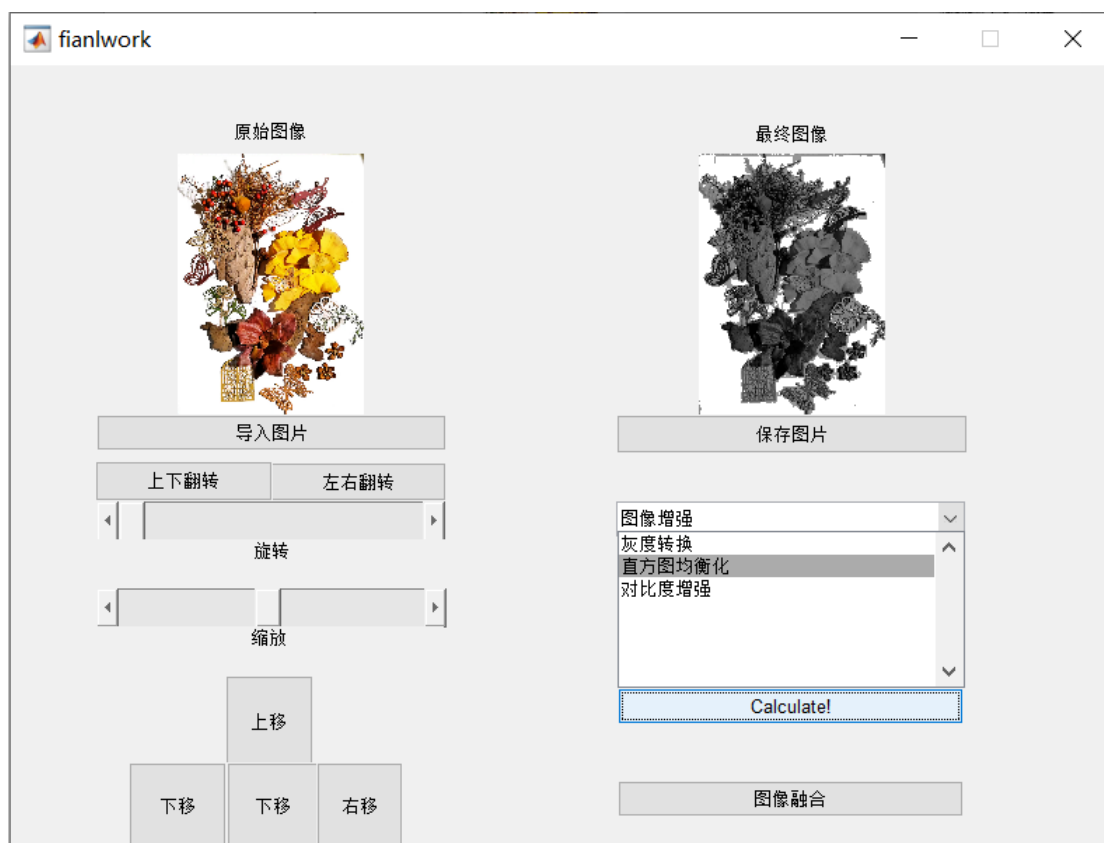 fianlwork
原始图像
最终图像
导入图片
保存图片
上下翻转
左右翻转
旋转
缩放
上移
下移
下移
右移
图像增强
灰度转换
直方图均衡化
对比度增强
Calculate!
图像融合